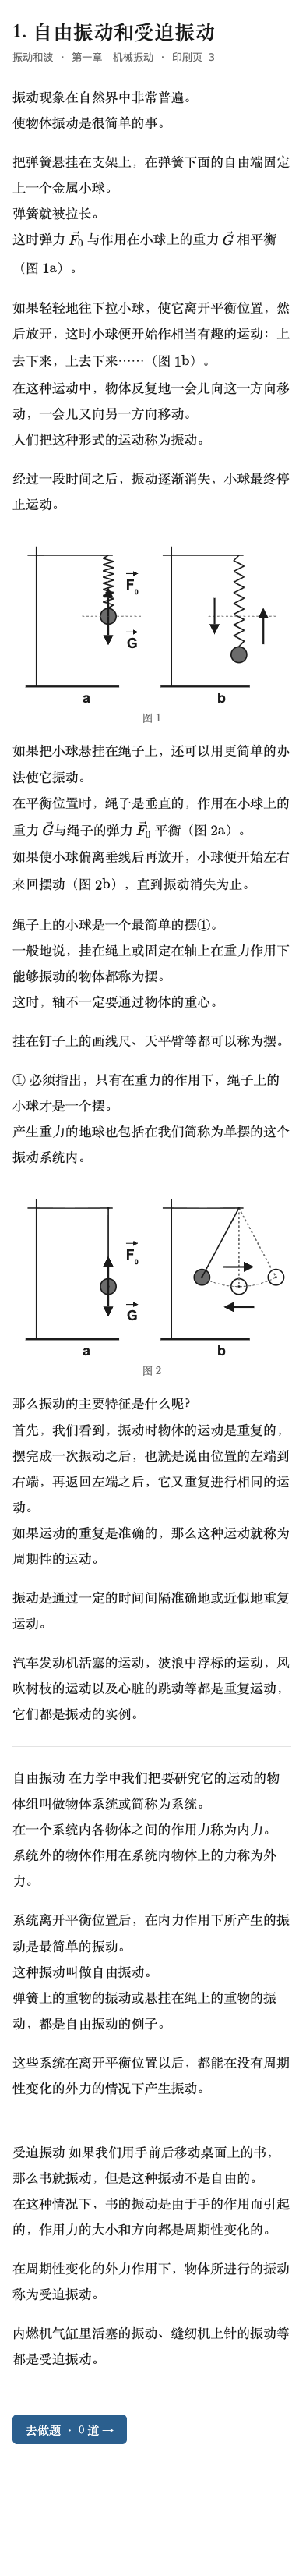 1. 自由振动和受迫振动
振动和波 · 第一章 机械振动 · 印刷页 3
振动现象在自然界中非常普遍。
使物体振动是很简单的事。
把弹簧悬挂在支架上，在弹簧下面的自由端固定
上一个金属小球。
弹簧就被拉长。
这时弹力 F⃗₀ 与作用在小球上的重力 G⃗ 相平衡
（图 1a）。
如果轻轻地往下拉小球，使它离开平衡位置，然
后放开，这时小球便开始作相当有趣的运动：上
去下来，上去下来……（图 1b）。
在这种运动中，物体反复地一会儿向这一方向移
动，一会儿又向另一方向移动。
人们把这种形式的运动称为振动。
经过一段时间之后，振动逐渐消失，小球最终停
止运动。
F⃗₀
G⃗
a b
图 1
如果把小球悬挂在绳子上，还可以用更简单的办
法使它振动。
在平衡位置时，绳子是垂直的，作用在小球上的
重力 G⃗与绳子的弹力 F⃗₀ 平衡（图 2a）。
如果使小球偏离垂线后再放开，小球便开始左右
来回摆动（图 2b），直到振动消失为止。
绳子上的小球是一个最简单的摆①。
一般地说，挂在绳上或固定在轴上在重力作用下
能够振动的物体都称为摆。
这时，轴不一定要通过物体的重心。
挂在钉子上的画线尺、天平臂等都可以称为摆。
① 必须指出，只有在重力的作用下，绳子上的
小球才是一个摆。
产生重力的地球也包括在我们简称为单摆的这个
振动系统内。
F⃗₀
G⃗
a b
图 2
那么振动的主要特征是什么呢?
首先，我们看到，振动时物体的运动是重复的，
摆完成一次振动之后，也就是说由位置的左端到
右端，再返回左端之后，它又重复进行相同的运
动。
如果运动的重复是准确的，那么这种运动就称为
周期性的运动。
振动是通过一定的时间间隔准确地或近似地重复
运动。
汽车发动机活塞的运动，波浪中浮标的运动，风
吹树枝的运动以及心脏的跳动等都是重复运动，
它们都是振动的实例。
自由振动 在力学中我们把要研究它的运动的物
体组叫做物体系统或简称为系统。
在一个系统内各物体之间的作用力称为内力。
系统外的物体作用在系统内物体上的力称为外
力。
系统离开平衡位置后，在内力作用下所产生的振
动是最简单的振动。
这种振动叫做自由振动。
弹簧上的重物的振动或悬挂在绳上的重物的振
动，都是自由振动的例子。
这些系统在离开平衡位置以后，都能在没有周期
性变化的外力的情况下产生振动。
受迫振动 如果我们用手前后移动桌面上的书，
那么书就振动，但是这种振动不是自由的。
在这种情况下，书的振动是由于手的作用而引起
的，作用力的大小和方向都是周期性变化的。
在周期性变化的外力作用下，物体所进行的振动
称为受迫振动。
内燃机气缸里活塞的振动、缝纫机上针的振动等
都是受迫振动。
去做题 · 0 道 →